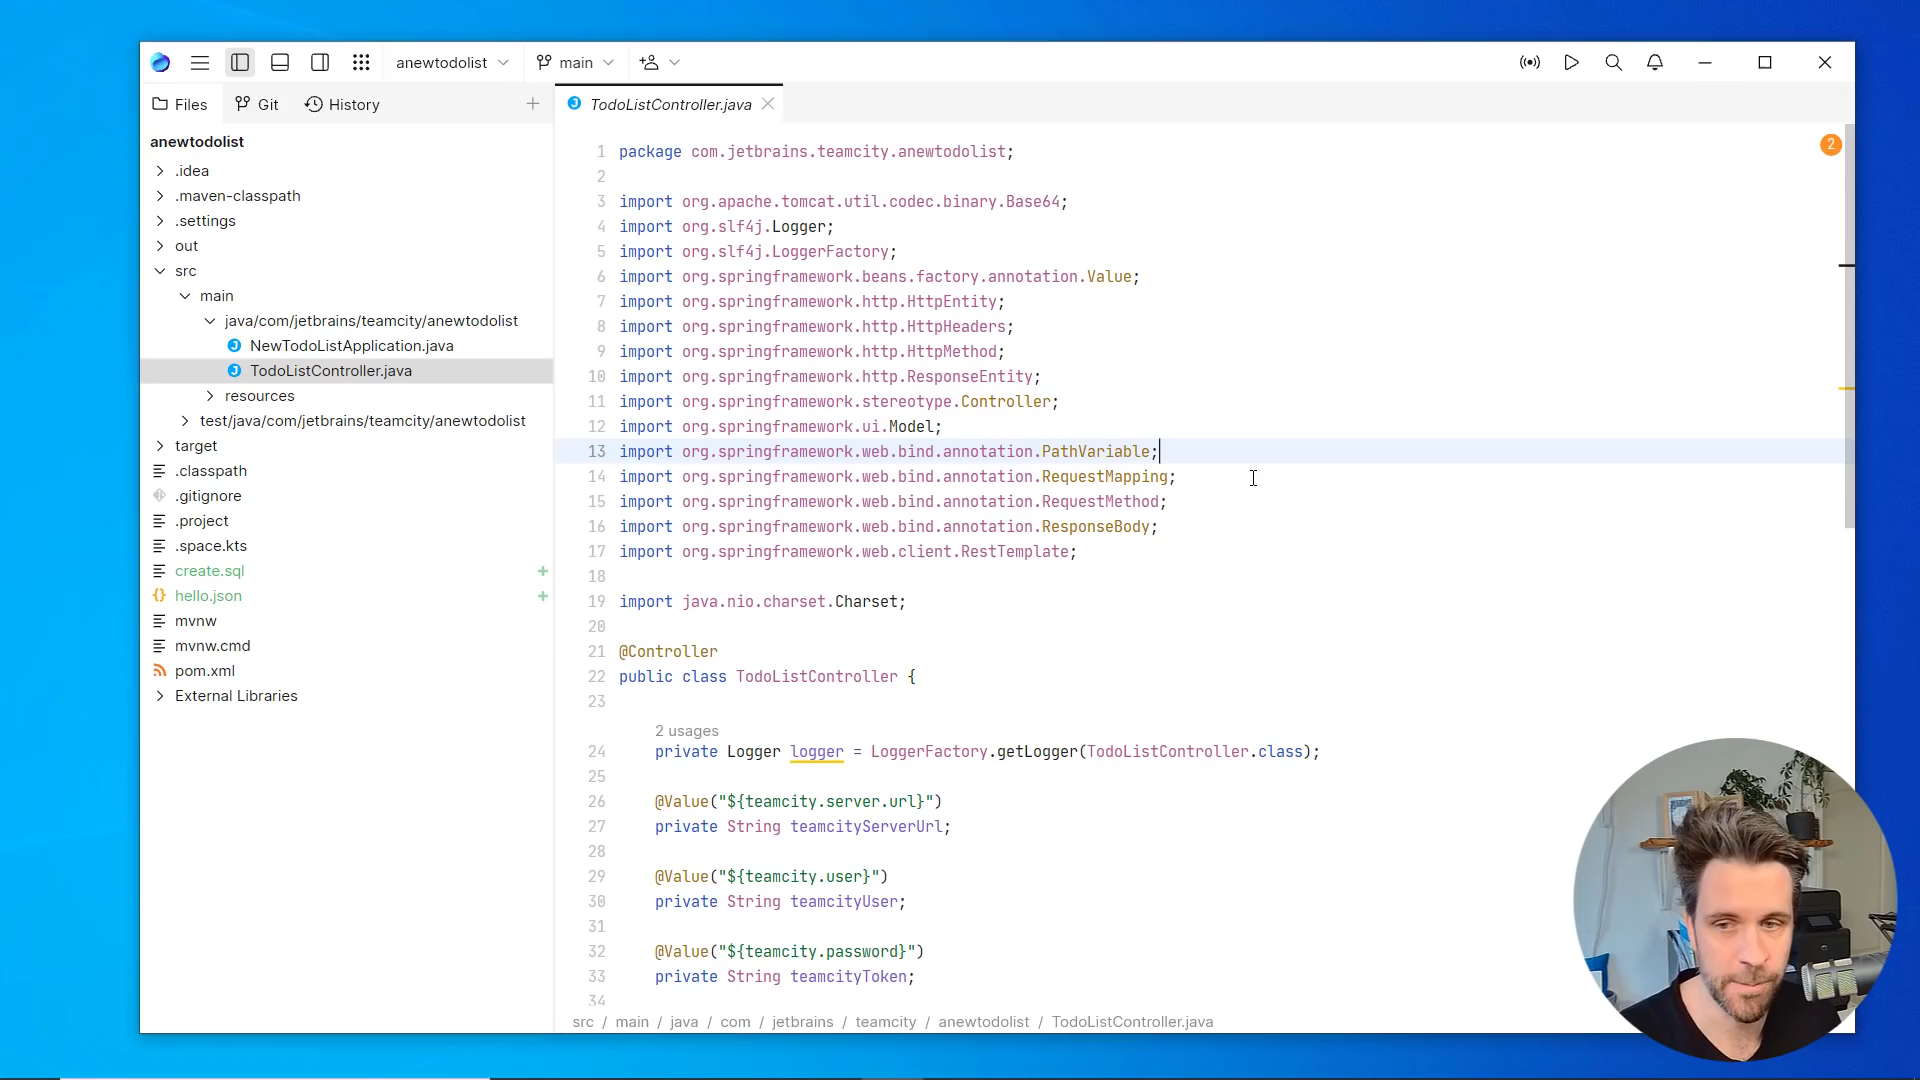 anewtodolist
main
Files
Git
History
TodoListController.java
anewtodolist
.idea
.maven-classpath
.settings
out
src
main
java/com/jetbrains/teamcity/anewtodolist
NewTodoListApplication.java
TodoListController.java
resources
test/java/com/jetbrains/teamcity/anewtodolist
target
.classpath
.gitignore
.project
.space.kts
create.sql
hello.json
mvnw
mvnw.cmd
pom.xml
External Libraries
2
1 package com.jetbrains.teamcity.anewtodolist;
2
3 import org.apache.tomcat.util.codec.binary.Base64;
4 import org.slf4j.Logger;
5 import org.slf4j.LoggerFactory;
6 import org.springframework.beans.factory.annotation.Value;
7 import org.springframework.http.HttpEntity;
8 import org.springframework.http.HttpHeaders;
9 import org.springframework.http.HttpMethod;
10 import org.springframework.http.ResponseEntity;
11 import org.springframework.stereotype.Controller;
12 import org.springframework.ui.Model;
13 import org.springframework.web.bind.annotation.PathVariable;
14 import org.springframework.web.bind.annotation.RequestMapping;
15 import org.springframework.web.bind.annotation.RequestMethod;
16 import org.springframework.web.bind.annotation.ResponseBody;
17 import org.springframework.web.client.RestTemplate;
18
19 import java.nio.charset.Charset;
20
21 @Controller
22 public class TodoListController {
23
2 usages
24 private Logger logger = LoggerFactory.getLogger(TodoListController.class);
25
26 @Value("${teamcity.server.url}")
27 private String teamcityServerUrl;
28
29 @Value("${teamcity.user}")
30 private String teamcityUser;
31
32 @Value("${teamcity.password}")
33 private String teamcityToken;
34
src / main / java / com / jetbrains / teamcity / anewtodolist / TodoListController.java